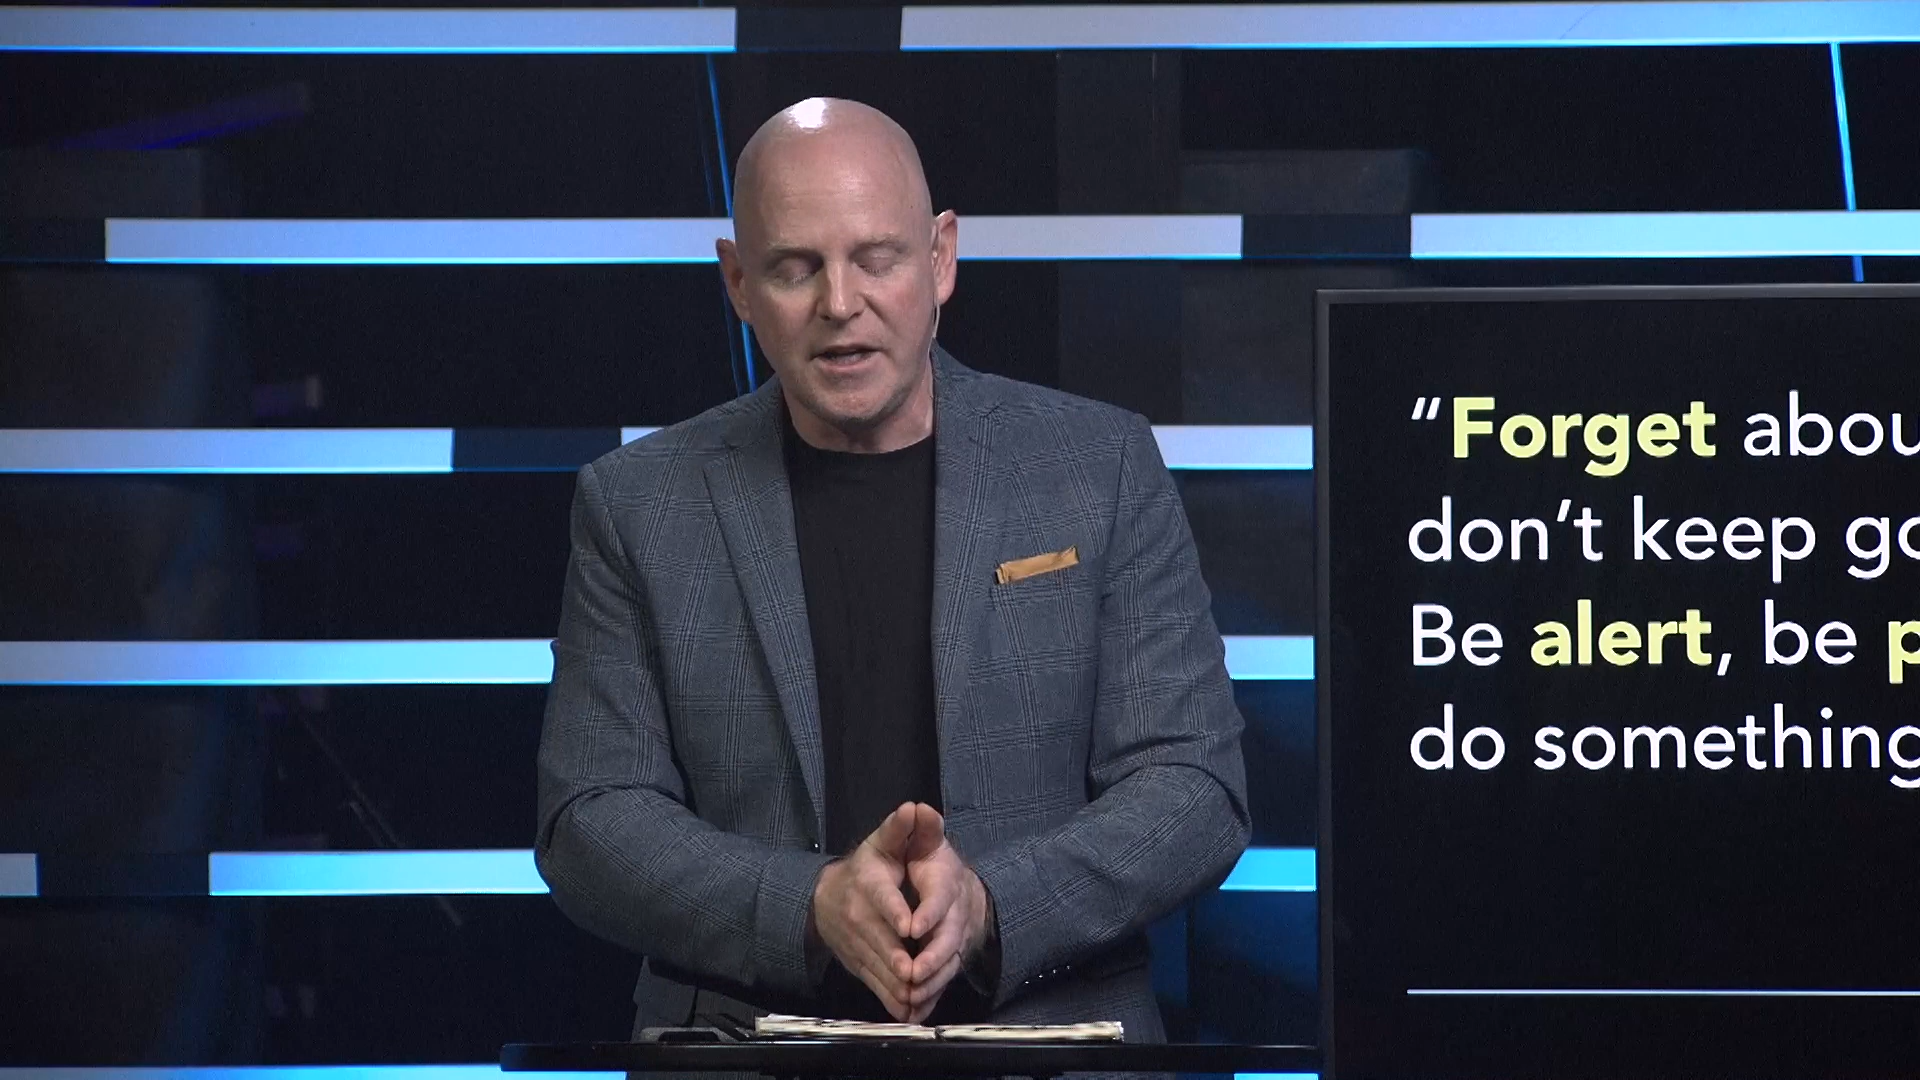 “Forget abou
don’t keep go
Be alert, be p
do something